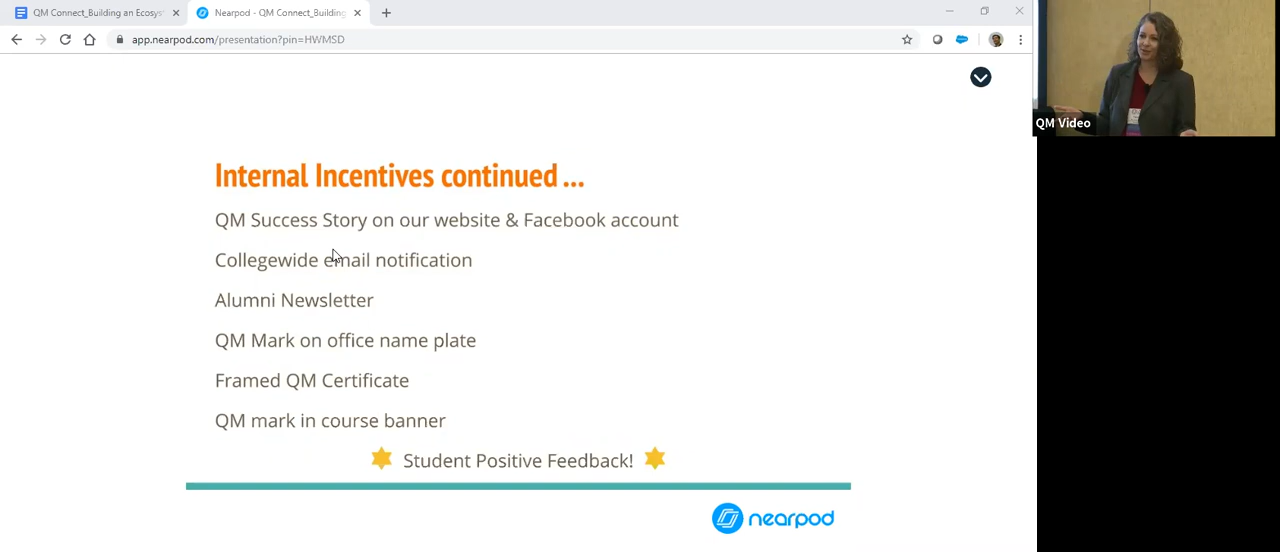 QM Connect_Building an Ecosys
Nearpod - QM Connect_Building
app.nearpod.com/presentation?pin=HWMSD
QM Video
Internal Incentives continued ...
QM Success Story on our website & Facebook account
Collegewide email notification
Alumni Newsletter
QM Mark on office name plate
Framed QM Certificate
QM mark in course banner
Student Positive Feedback!
nearpod